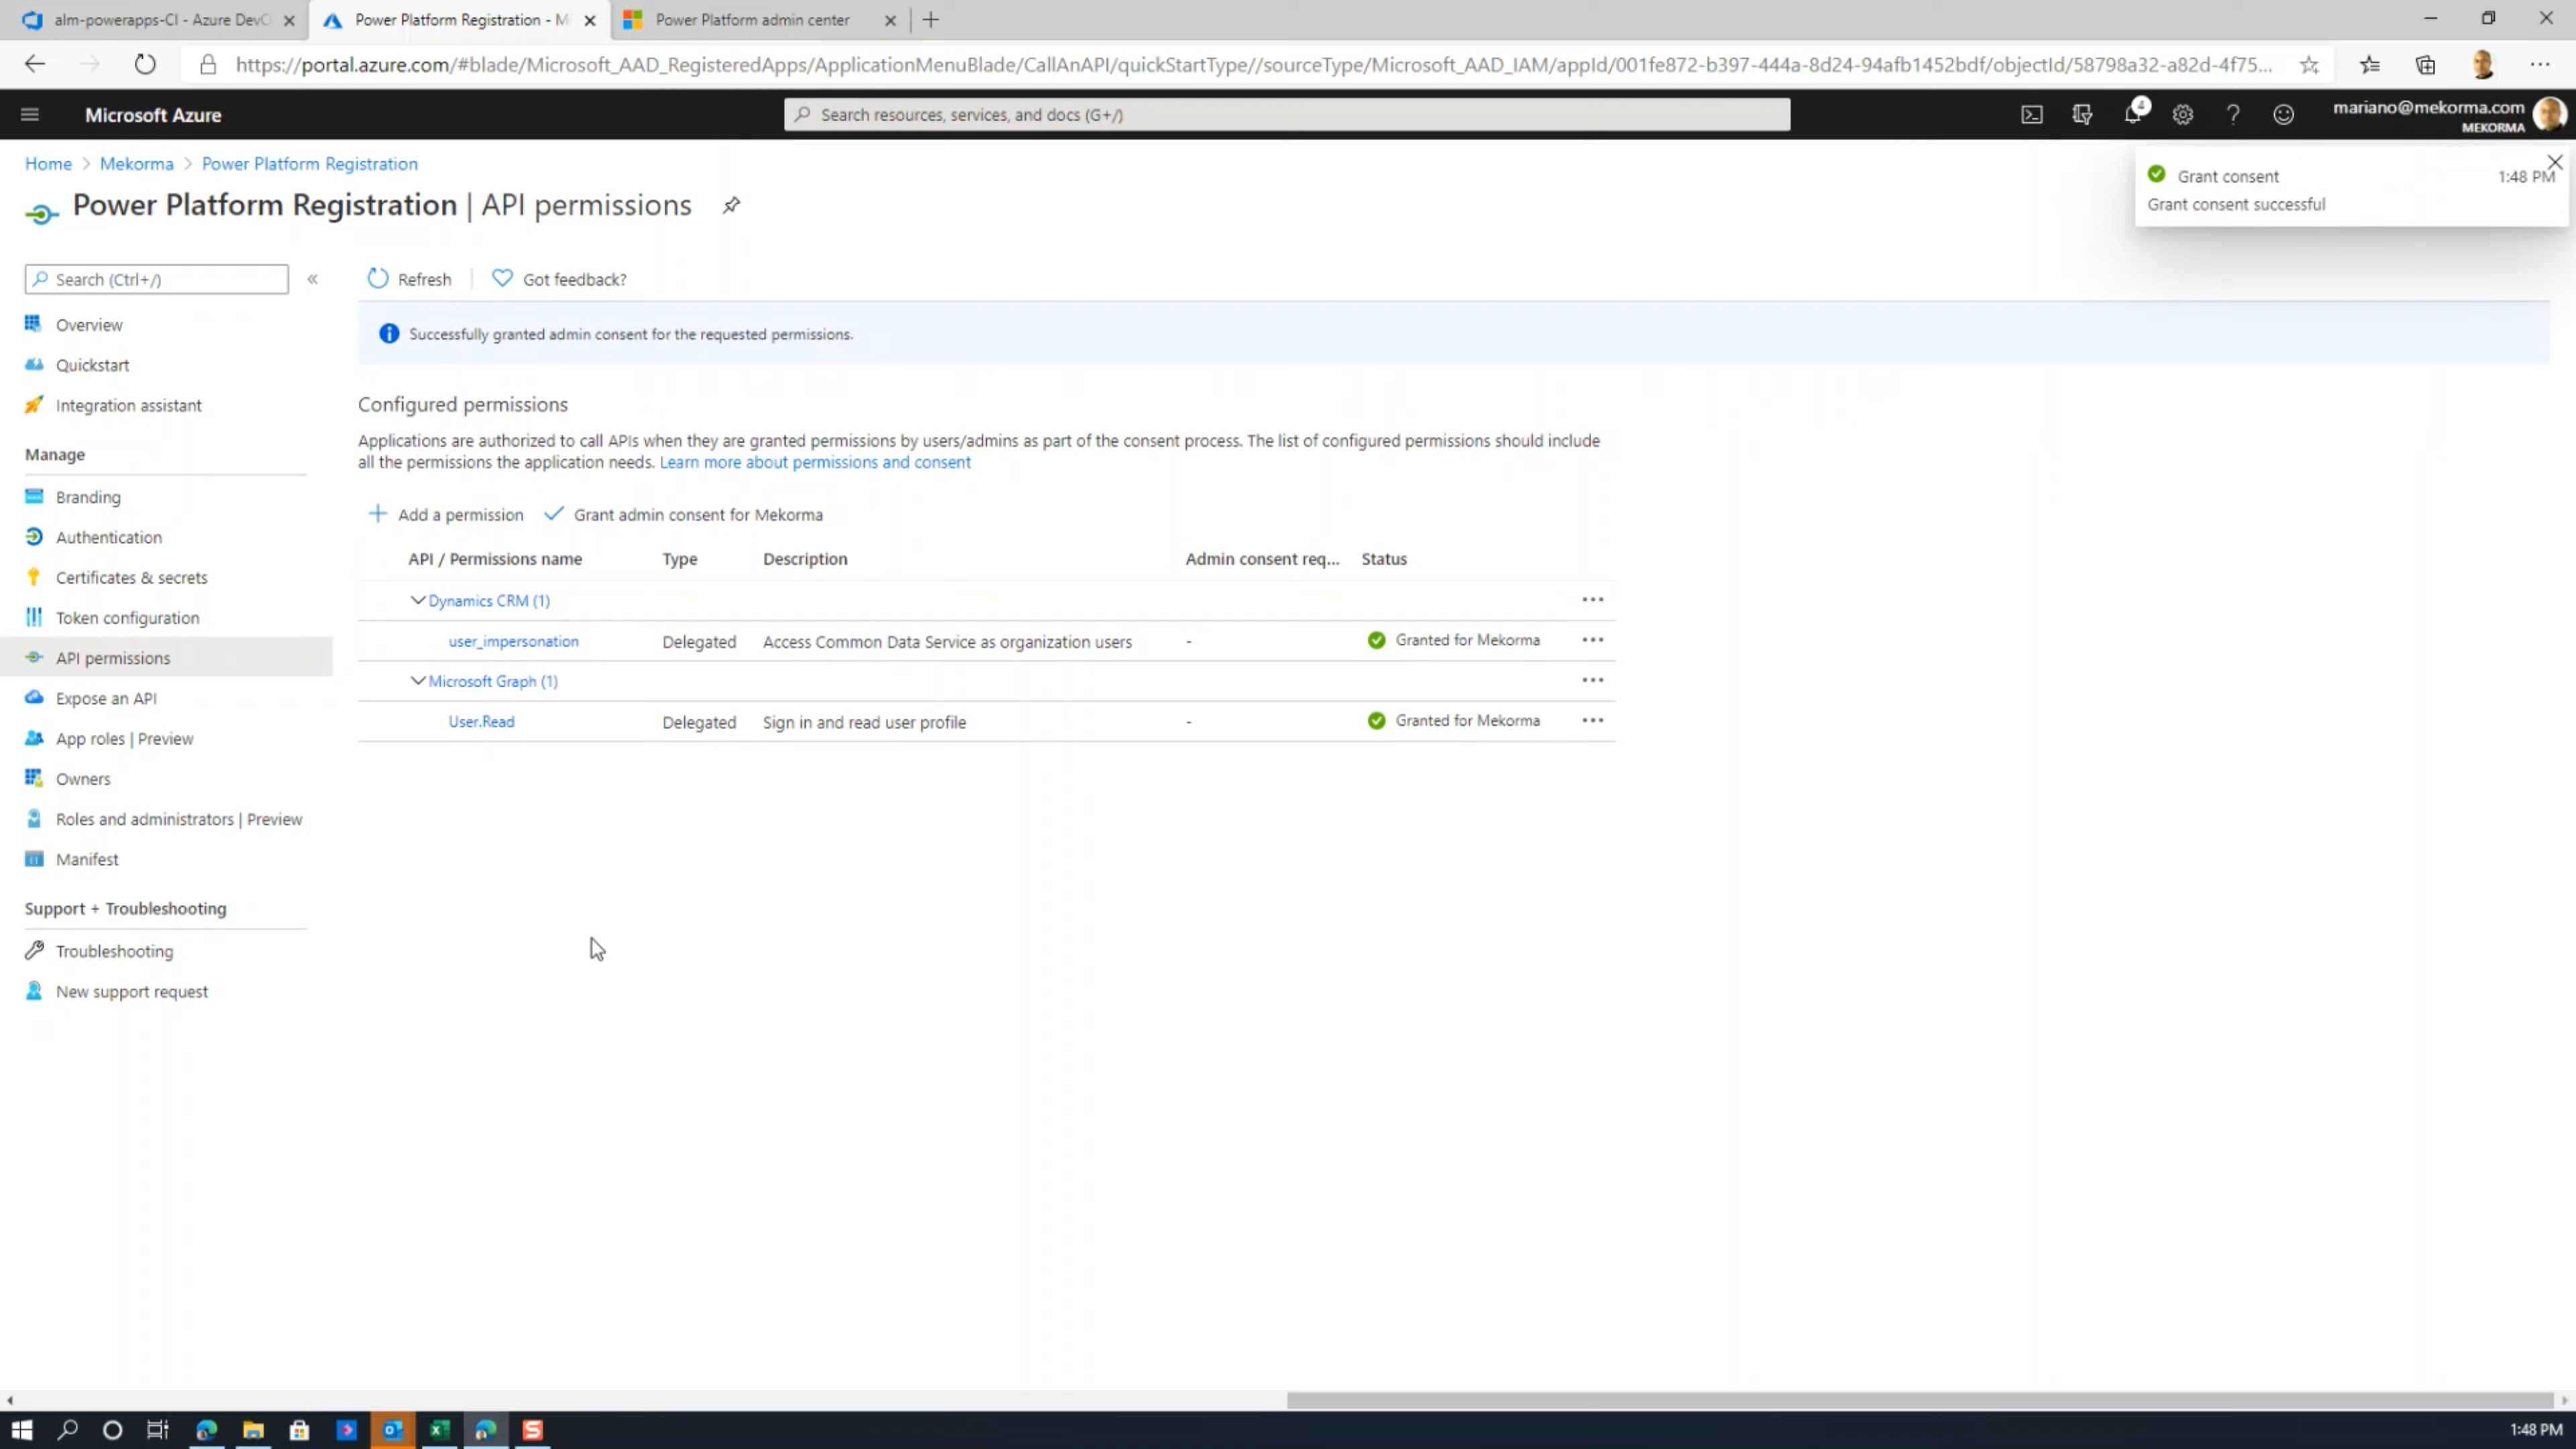 alm-powerapps-CI - Azure DevO
Power Platform Registration - M
Power Platform admin center
https://portal.azure.com/#blade/Microsoft_AAD_RegisteredApps/ApplicationMenuBlade/CallAnAPI/quickStartType//sourceType/Microsoft_AAD_IAM/appId/001fe872-b397-444a-8d24-94afb1452bdf/objectId/58798a32-a82d-4f75...
Microsoft Azure
Search resources, services, and docs (G+/)
4
mariano@mekorma.com
MEKORMA
Home > Mekorma > Power Platform Registration
Power Platform Registration | API permissions
Grant consent 1:48 PM
Grant consent successful
Search (Ctrl+/)
Refresh
Got feedback?
Successfully granted admin consent for the requested permissions.
Overview
Quickstart
Integration assistant
Manage
Branding
Authentication
Certificates & secrets
Token configuration
API permissions
Expose an API
App roles | Preview
Owners
Roles and administrators | Preview
Manifest
Support + Troubleshooting
Troubleshooting
New support request
Configured permissions
Applications are authorized to call APIs when they are granted permissions by users/admins as part of the consent process. The list of configured permissions should include
all the permissions the application needs. Learn more about permissions and consent
Add a permission Grant admin consent for Mekorma
API / Permissions name Type Description Admin consent req... Status
Dynamics CRM (1)
user_impersonation Delegated Access Common Data Service as organization users - Granted for Mekorma
Microsoft Graph (1)
User.Read Delegated Sign in and read user profile - Granted for Mekorma
1:48 PM